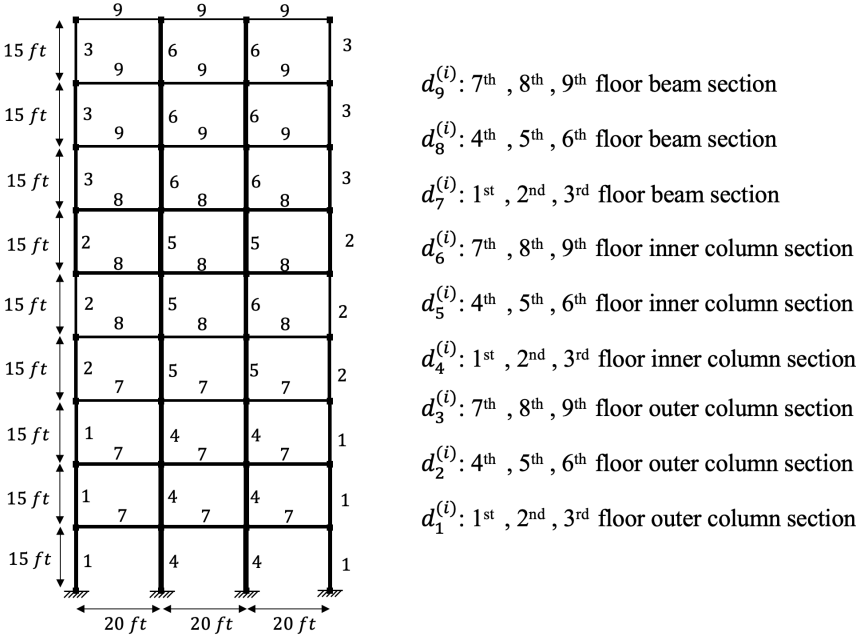 9 9 9
15 ft 3 6 6 3
9 9 9
15 ft 3 6 6 3
9 9 9
15 ft 3 6 6 3
8 8 8
15 ft 2 5 5 2
8 8 8
15 ft 2 5 6 2
8 8 8
15 ft 2 5 5 2
7 7 7
15 ft 1 4 4 1
7 7 7
15 ft 1 4 4 1
7 7 7
15 ft 1 4 4 1
20 ft 20 ft 20 ft
d₉⁽ⁱ⁾: 7th , 8th , 9th floor beam section
d₈⁽ⁱ⁾: 4th , 5th , 6th floor beam section
d₇⁽ⁱ⁾: 1st , 2nd , 3rd floor beam section
d₆⁽ⁱ⁾: 7th , 8th , 9th floor inner column section
d₅⁽ⁱ⁾: 4th , 5th , 6th floor inner column section
d₄⁽ⁱ⁾: 1st , 2nd , 3rd floor inner column section
d₃⁽ⁱ⁾: 7th , 8th , 9th floor outer column section
d₂⁽ⁱ⁾: 4th , 5th , 6th floor outer column section
d₁⁽ⁱ⁾: 1st , 2nd , 3rd floor outer column section